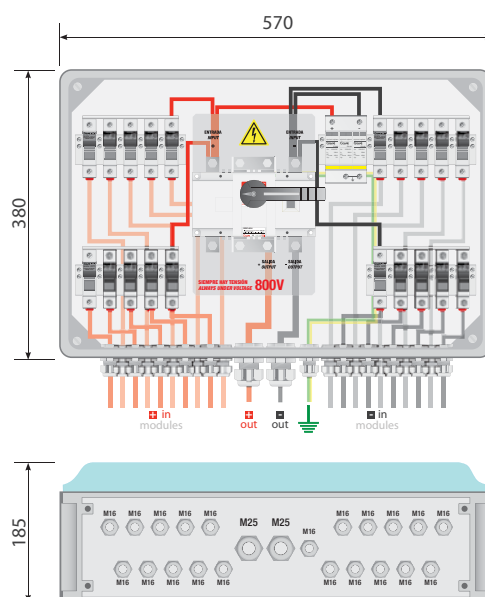 570
380
ENTRADA
INPUT
+
ENTRADA
INPUT
-
SALIDA
OUTPUT
SALIDA
OUTPUT
SIEMPRE HAY TENSIÓN
ALWAYS UNDER VOLTAGE
800V
+ in
modules
+
out
-
out
- in
modules
185
M16 M16 M16 M16 M16
M25 M25
M16
M16 M16 M16 M16 M16
M16 M16 M16 M16 M16
M16 M16 M16 M16 M16